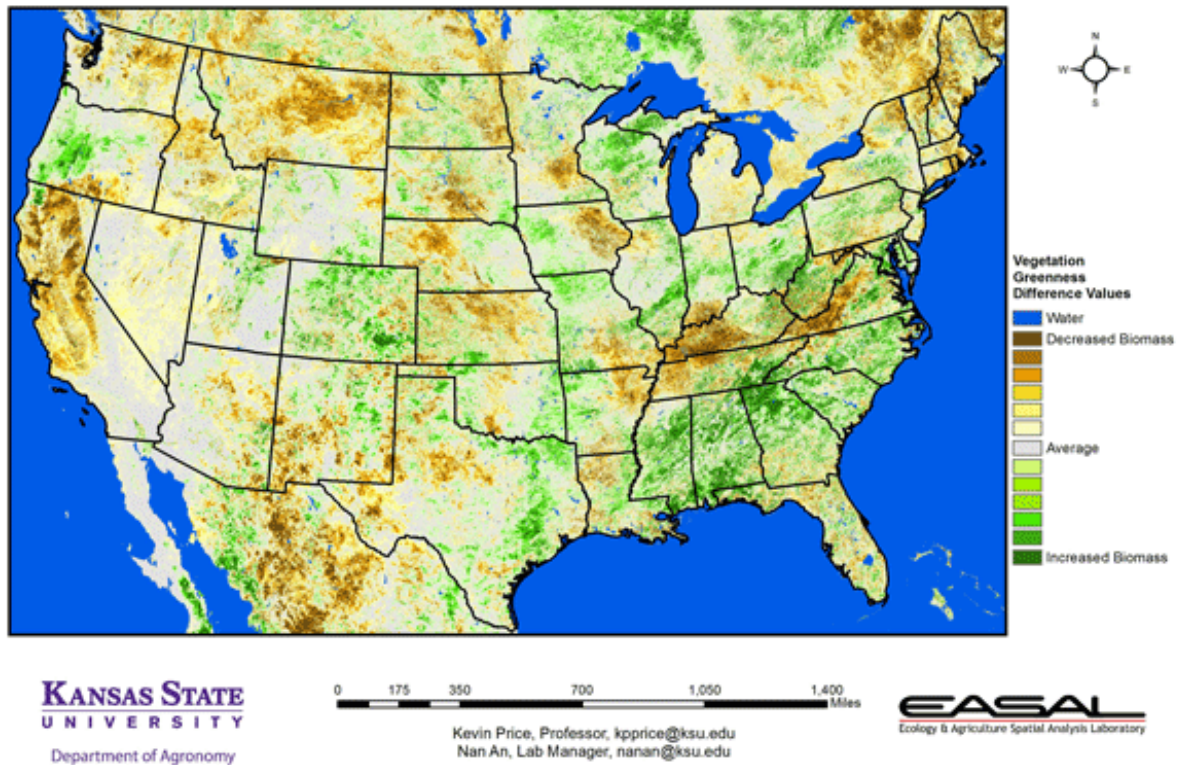 N
W E
S
Vegetation
Greenness
Difference Values
Water
Decreased Biomass
Average
Increased Biomass
KANSAS STATE
UNIVERSITY
Department of Agronomy
0 175 350 700 1,050 1,400
Miles
Kevin Price, Professor, kpprice@ksu.edu
Nan An, Lab Manager, nanan@ksu.edu
EASAL
Ecology & Agriculture Spatial Analysis Laboratory